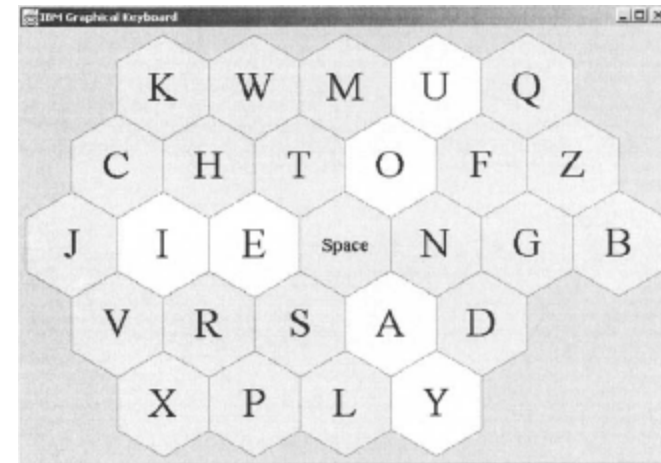 IBM Graphical Keyboard
K W M U Q
C H T O F Z
J I E Space N G B
V R S A D
X P L Y